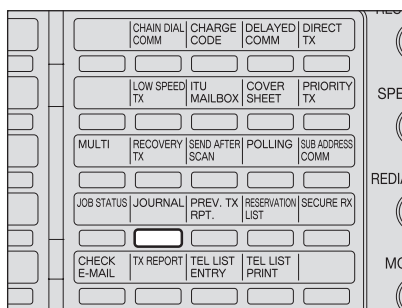 CHAIN DIAL CHARGE DELAYED DIRECT
COMM CODE COMM TX
LOW SPEED ITU COVER PRIORITY
TX MAILBOX SHEET TX
SPE
MULTI RECOVERY SEND AFTER POLLING SUB ADDRESS
TX SCAN COMM
REDIA
JOB STATUS JOURNAL PREV. TX RESERVATION SECURE RX
RPT. LIST
CHECK TX REPORT TEL LIST TEL LIST
E-MAIL ENTRY PRINT
MO